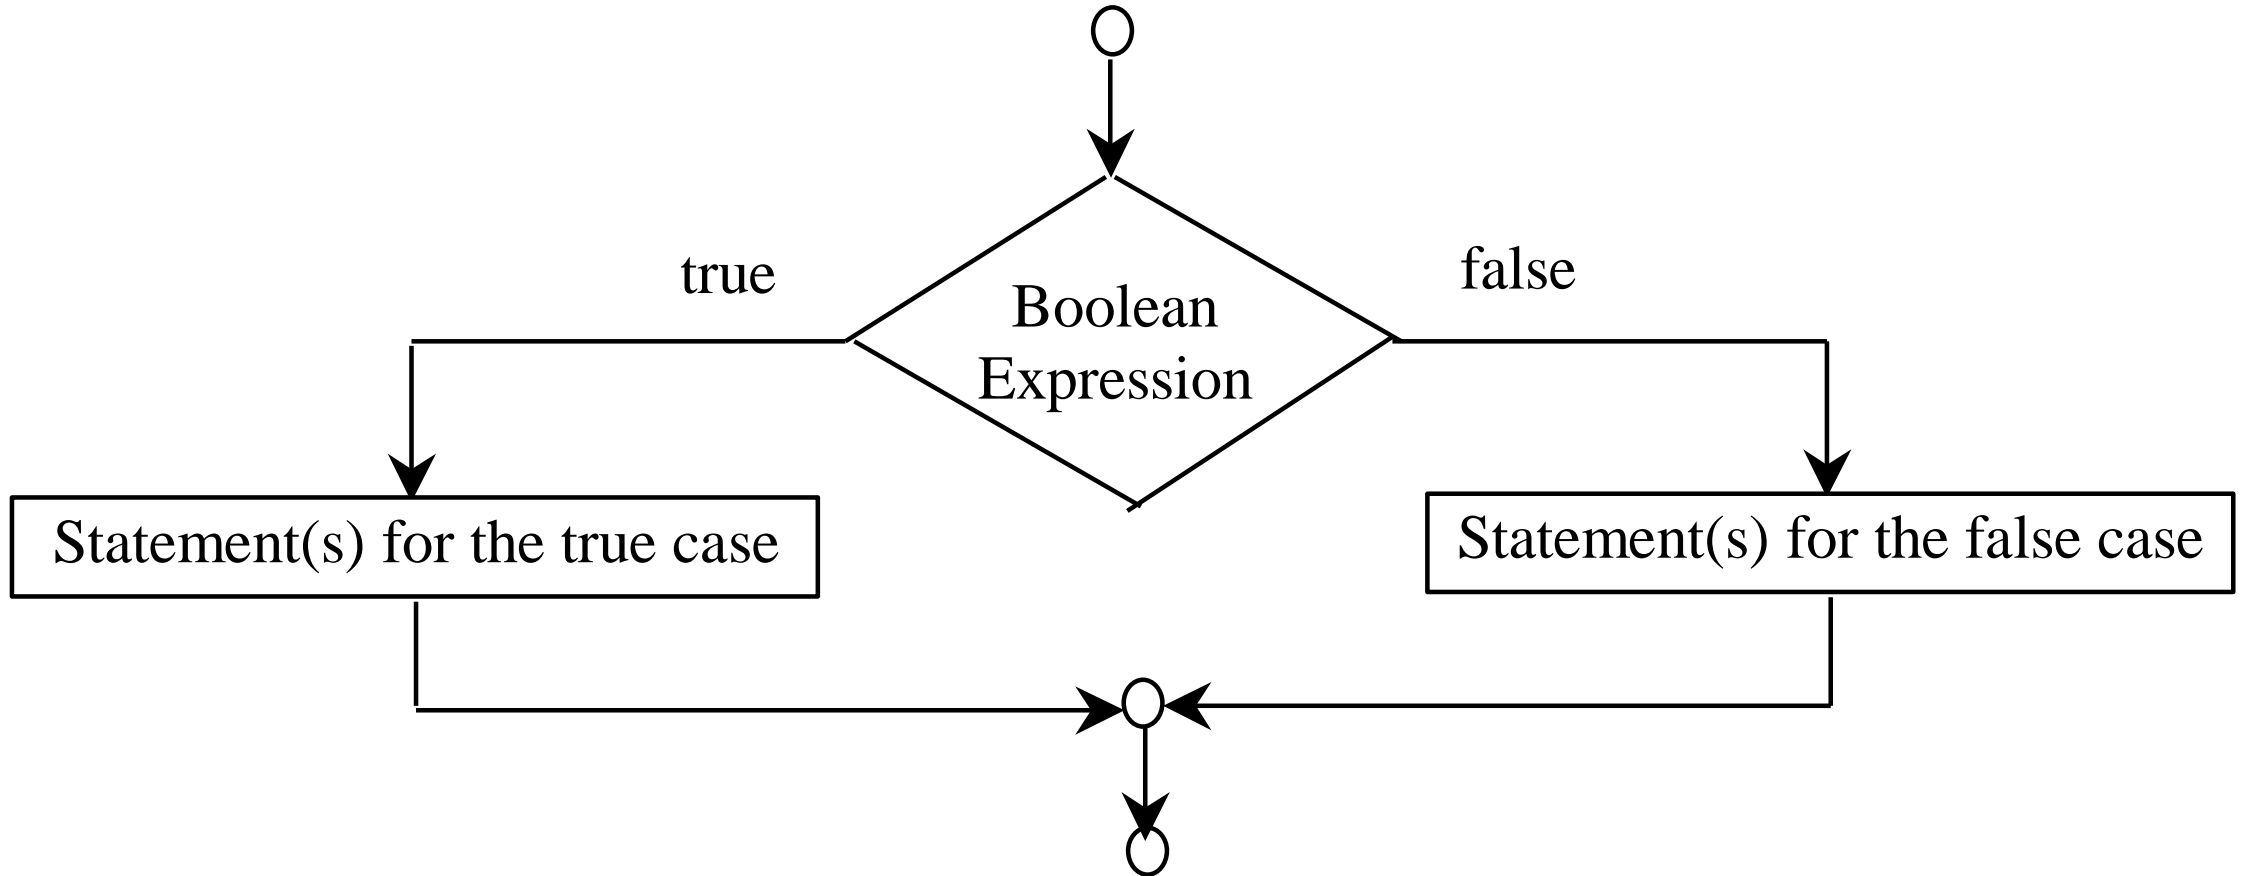 true
false
Boolean
Expression
Statement(s) for the true case
Statement(s) for the false case